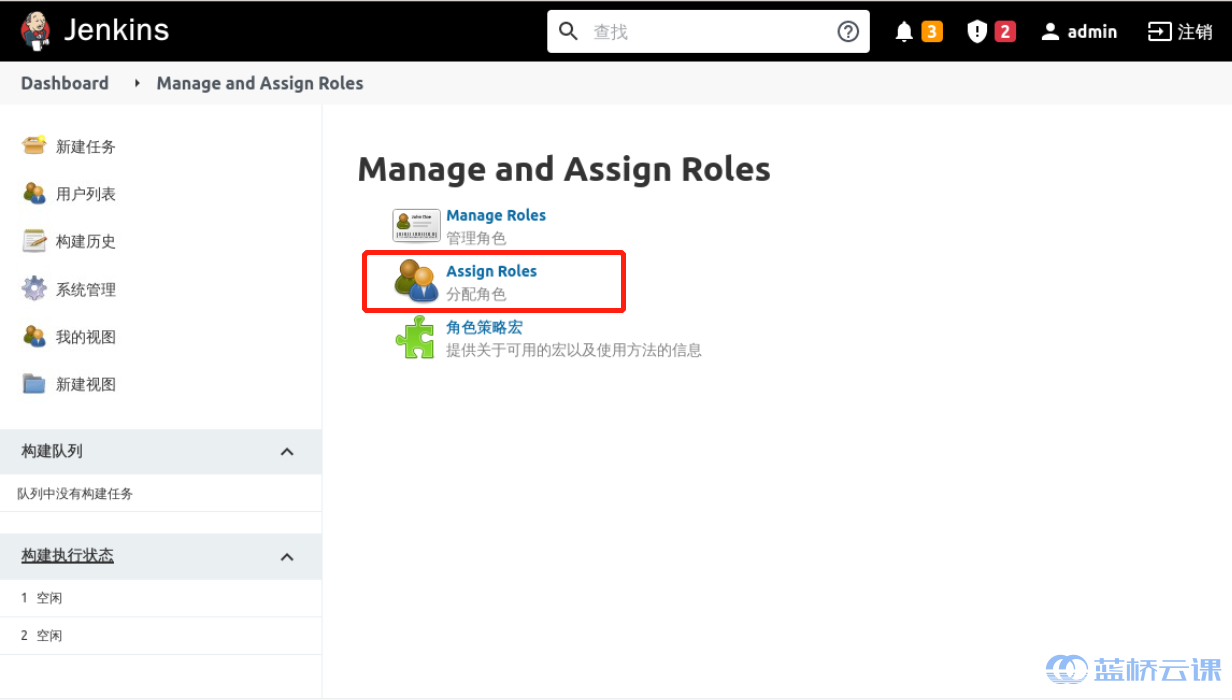 Jenkins
查找
3
2
admin
注销
Dashboard
Manage and Assign Roles
新建任务
用户列表
构建历史
系统管理
我的视图
新建视图
构建队列
队列中没有构建任务
构建执行状态
1 空闲
2 空闲
Manage and Assign Roles
Manage Roles
管理角色
Assign Roles
分配角色
角色策略宏
提供关于可用的宏以及使用方法的信息
蓝桥云课